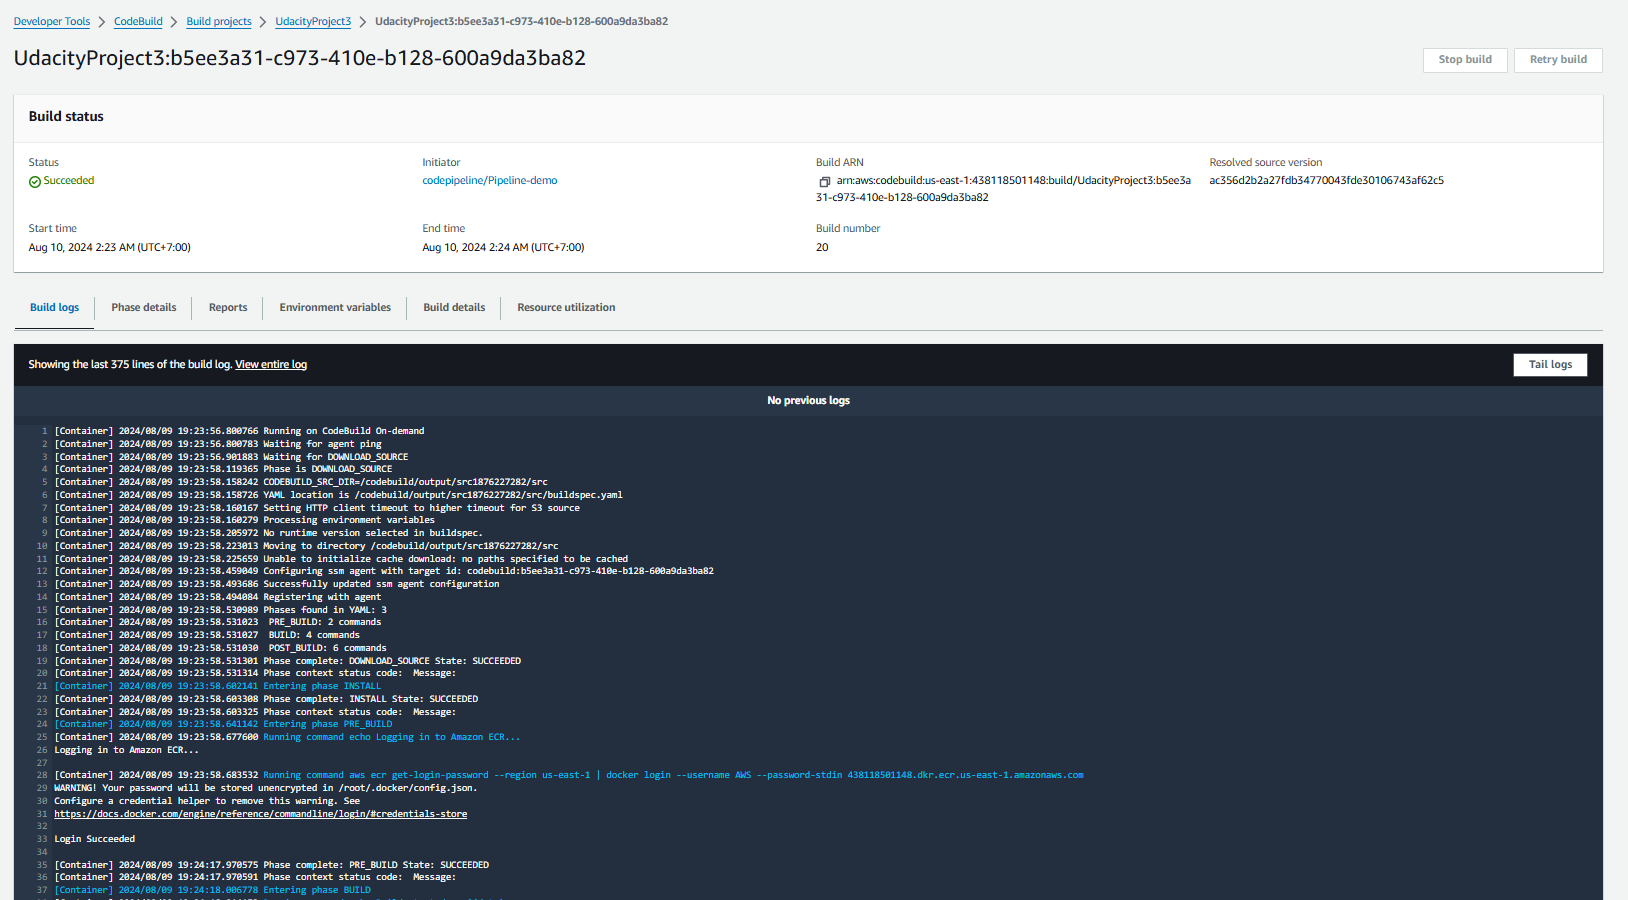 Developer Tools > CodeBuild > Build projects > UdacityProject3 > UdacityProject3:b5ee3a31-c973-410e-b128-600a9da3ba82
UdacityProject3:b5ee3a31-c973-410e-b128-600a9da3ba82
Stop build
Retry build
Build status
Status
Succeeded
Initiator
codepipeline/Pipeline-demo
Build ARN
arn:aws:codebuild:us-east-1:438118501148:build/UdacityProject3:b5ee3a
31-c973-410e-b128-600a9da3ba82
Resolved source version
ac356d2b2a27fdb34770043fde30106743af62c5
Start time
Aug 10, 2024 2:23 AM (UTC+7:00)
End time
Aug 10, 2024 2:24 AM (UTC+7:00)
Build number
20
Build logs
Phase details
Reports
Environment variables
Build details
Resource utilization
Showing the last 375 lines of the build log. View entire log
Tail logs
No previous logs
1 [Container] 2024/08/09 19:23:56.800766 Running on CodeBuild On-demand
2 [Container] 2024/08/09 19:23:56.800783 Waiting for agent ping
3 [Container] 2024/08/09 19:23:56.901883 Waiting for DOWNLOAD_SOURCE
4 [Container] 2024/08/09 19:23:58.119365 Phase is DOWNLOAD_SOURCE
5 [Container] 2024/08/09 19:23:58.158242 CODEBUILD_SRC_DIR=/codebuild/output/src1876227282/src
6 [Container] 2024/08/09 19:23:58.158726 YAML location is /codebuild/output/src1876227282/src/buildspec.yaml
7 [Container] 2024/08/09 19:23:58.160167 Setting HTTP client timeout to higher timeout for S3 source
8 [Container] 2024/08/09 19:23:58.160279 Processing environment variables
9 [Container] 2024/08/09 19:23:58.205972 No runtime version selected in buildspec.
10 [Container] 2024/08/09 19:23:58.223013 Moving to directory /codebuild/output/src1876227282/src
11 [Container] 2024/08/09 19:23:58.225659 Unable to initialize cache download: no paths specified to be cached
12 [Container] 2024/08/09 19:23:58.459049 Configuring ssm agent with target id: codebuild:b5ee3a31-c973-410e-b128-600a9da3ba82
13 [Container] 2024/08/09 19:23:58.493686 Successfully updated ssm agent configuration
14 [Container] 2024/08/09 19:23:58.494084 Registering with agent
15 [Container] 2024/08/09 19:23:58.530989 Phases found in YAML: 3
16 [Container] 2024/08/09 19:23:58.531023  PRE_BUILD: 2 commands
17 [Container] 2024/08/09 19:23:58.531027  BUILD: 4 commands
18 [Container] 2024/08/09 19:23:58.531030  POST_BUILD: 6 commands
19 [Container] 2024/08/09 19:23:58.531301 Phase complete: DOWNLOAD_SOURCE State: SUCCEEDED
20 [Container] 2024/08/09 19:23:58.531314 Phase context status code:  Message:
21 [Container] 2024/08/09 19:23:58.602141 Entering phase INSTALL
22 [Container] 2024/08/09 19:23:58.603308 Phase complete: INSTALL State: SUCCEEDED
23 [Container] 2024/08/09 19:23:58.603325 Phase context status code:  Message:
24 [Container] 2024/08/09 19:23:58.641142 Entering phase PRE_BUILD
25 [Container] 2024/08/09 19:23:58.677600 Running command echo Logging in to Amazon ECR...
26 Logging in to Amazon ECR...
27
28 [Container] 2024/08/09 19:23:58.683532 Running command aws ecr get-login-password --region us-east-1 | docker login --username AWS --password-stdin 438118501148.dkr.ecr.us-east-1.amazonaws.com
29 WARNING! Your password will be stored unencrypted in /root/.docker/config.json.
30 Configure a credential helper to remove this warning. See
31 https://docs.docker.com/engine/reference/commandline/login/#credentials-store
32
33 Login Succeeded
34
35 [Container] 2024/08/09 19:24:17.970575 Phase complete: PRE_BUILD State: SUCCEEDED
36 [Container] 2024/08/09 19:24:17.970591 Phase context status code:  Message:
37 [Container] 2024/08/09 19:24:18.006778 Entering phase BUILD